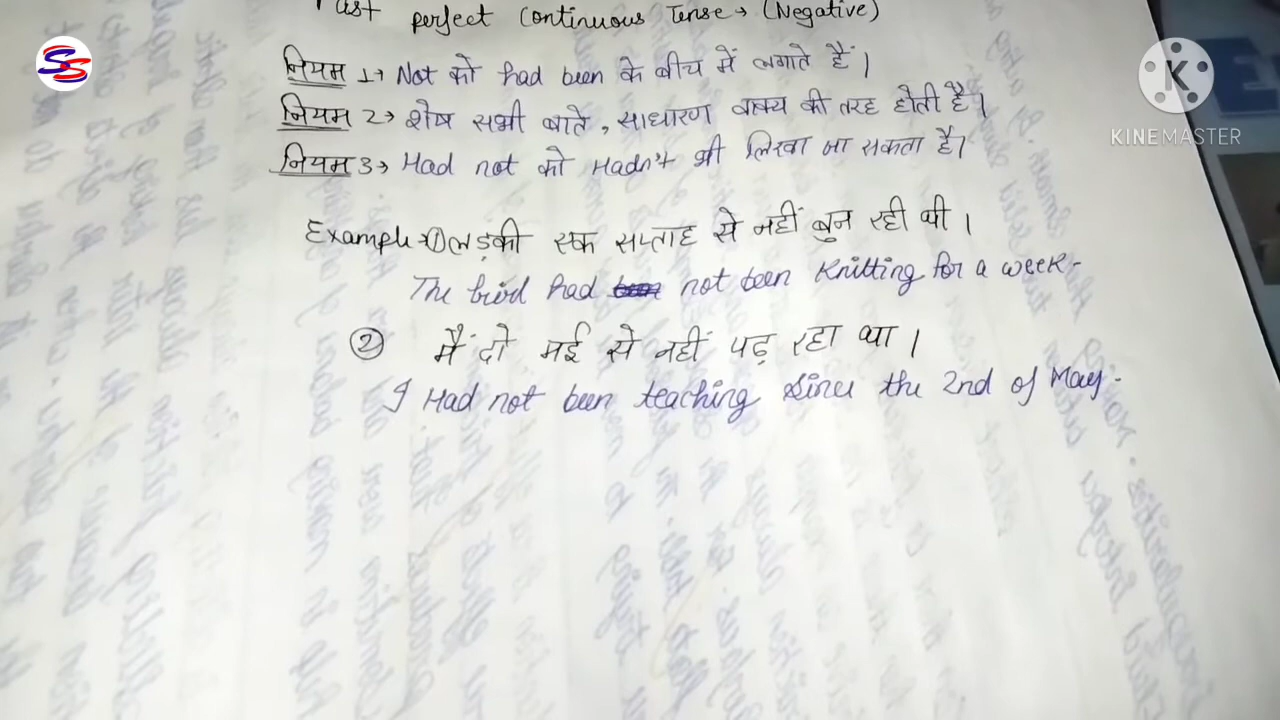 Past perfect Continuous Tense→ (Negative)
नियम 1→ Not को had been के बीच में लगाते हैं।
नियम 2→ शेष सभी बाते, साधारण वाक्य की तरह होती है।
नियम 3→ Had not को Hadn't भी लिखा जा सकता है।
Example→① लड़की एक सप्ताह से नहीं बुन रही थी।
The had not been Knitting for a week-
② मैं दो मई से नहीं पढ़ रहा था।
I Had not been teaching since the 2nd of May-
SS
K
KINEMASTER